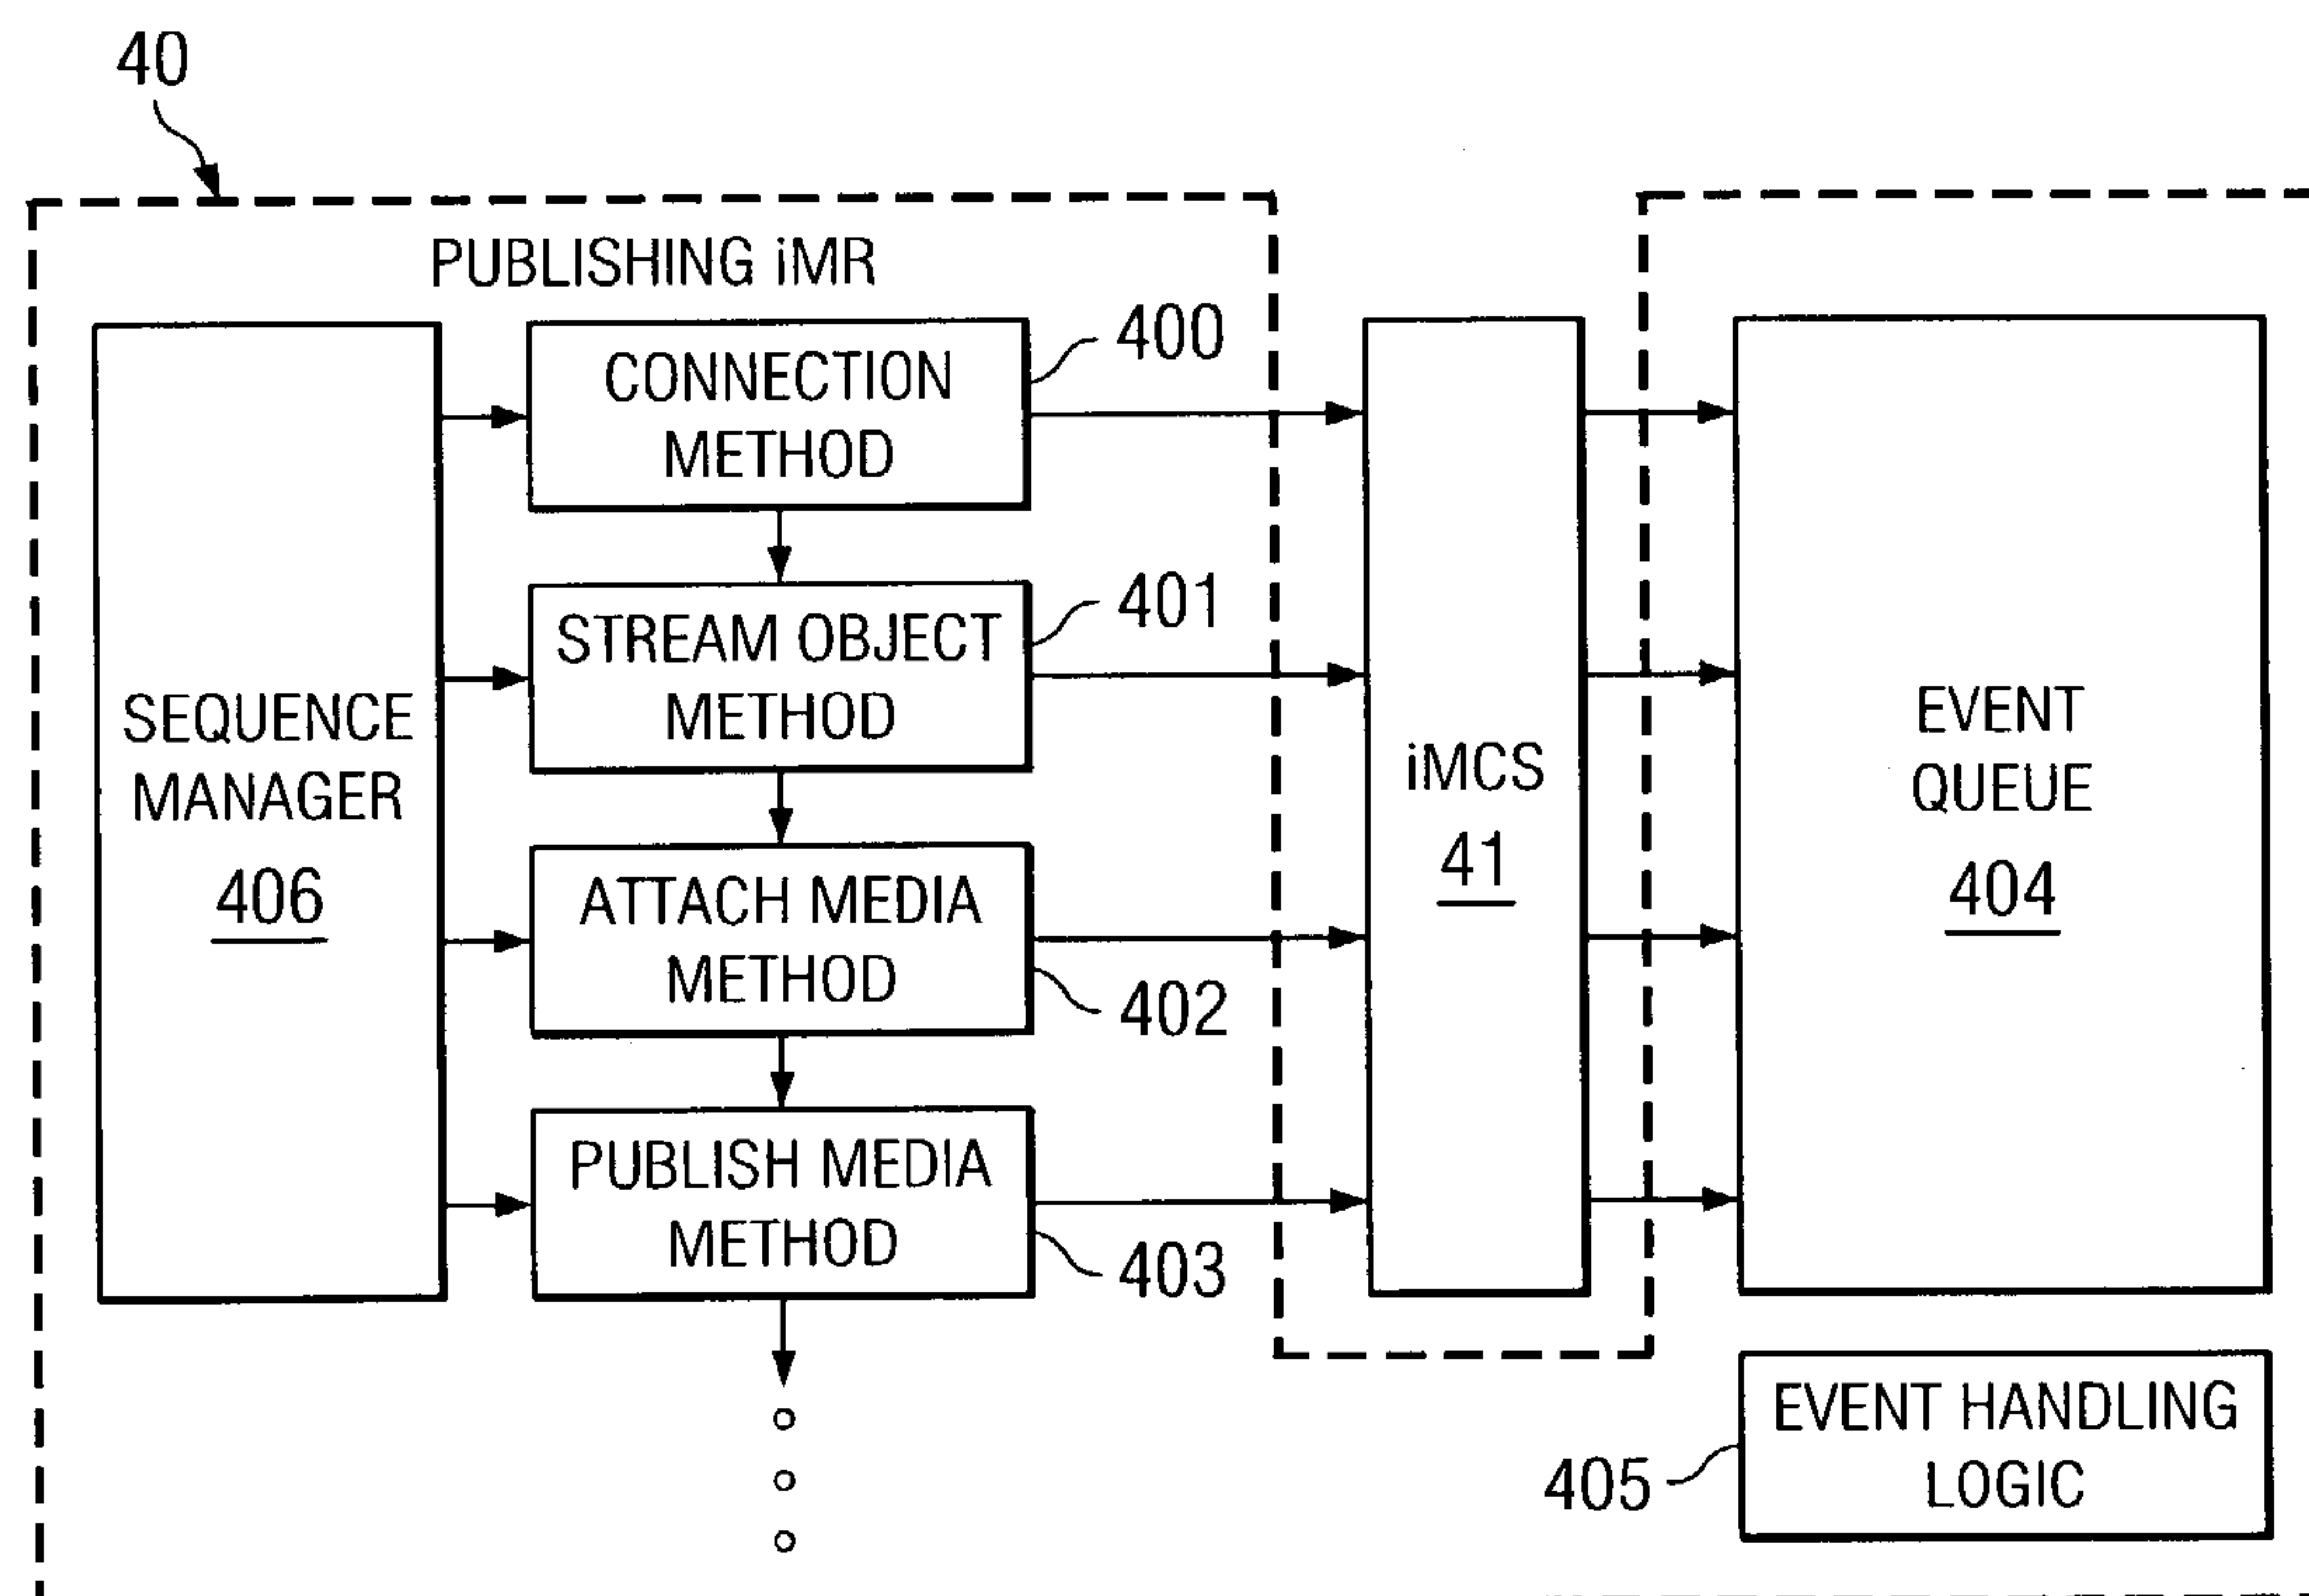 40
PUBLISHING iMR
CONNECTION
METHOD
400
STREAM OBJECT
METHOD
401
SEQUENCE
MANAGER
406
ATTACH MEDIA
METHOD
402
PUBLISH MEDIA
METHOD
403
iMCS
41
EVENT
QUEUE
404
EVENT HANDLING
LOGIC
405